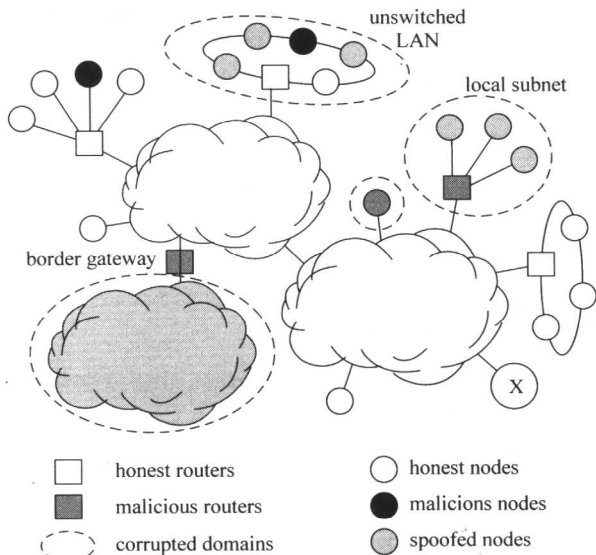 unswitched
LAN
local subnet
border gateway
X
honest routers
honest nodes
malicious routers
malicions nodes
corrupted domains
spoofed nodes